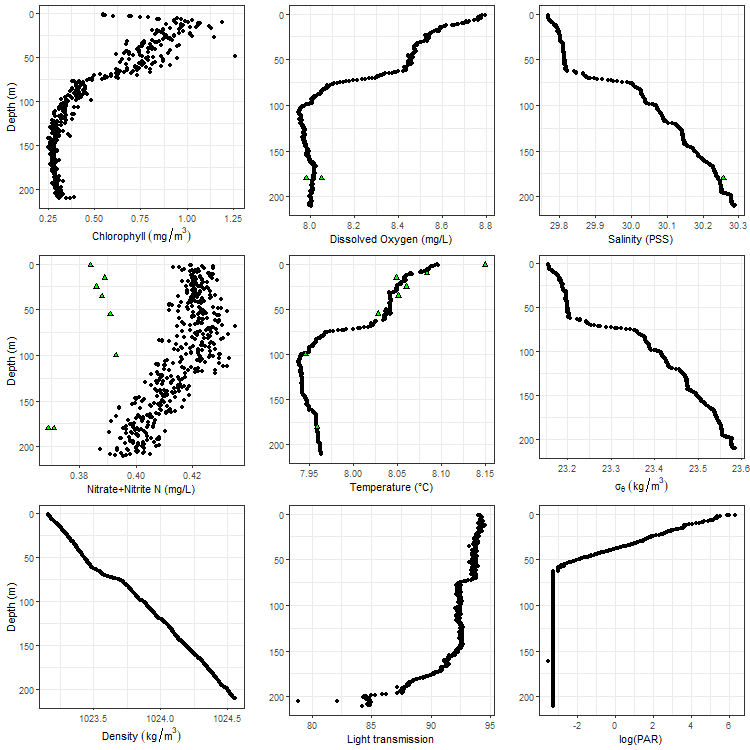 0
50
100
150
200
Depth (m)
0.25 0.50 0.75 1.00 1.25
Chlorophyll (mg/m³)
0
50
100
150
200
8.0 8.2 8.4 8.6 8.8
Dissolved Oxygen (mg/L)
0
50
100
150
200
29.8 29.9 30.0 30.1 30.2 30.3
Salinity (PSS)
0
50
100
150
200
Depth (m)
0.38 0.40 0.42
Nitrate+Nitrite N (mg/L)
0
50
100
150
200
7.95 8.00 8.05 8.10 8.15
Temperature (°C)
0
50
100
150
200
23.2 23.3 23.4 23.5 23.6
σθ (kg/m³)
0
50
100
150
200
Depth (m)
1023.5 1024.0 1024.5
Density (kg/m³)
0
50
100
150
200
80 85 90 95
Light transmission
0
50
100
150
200
-2 0 2 4 6
log(PAR)